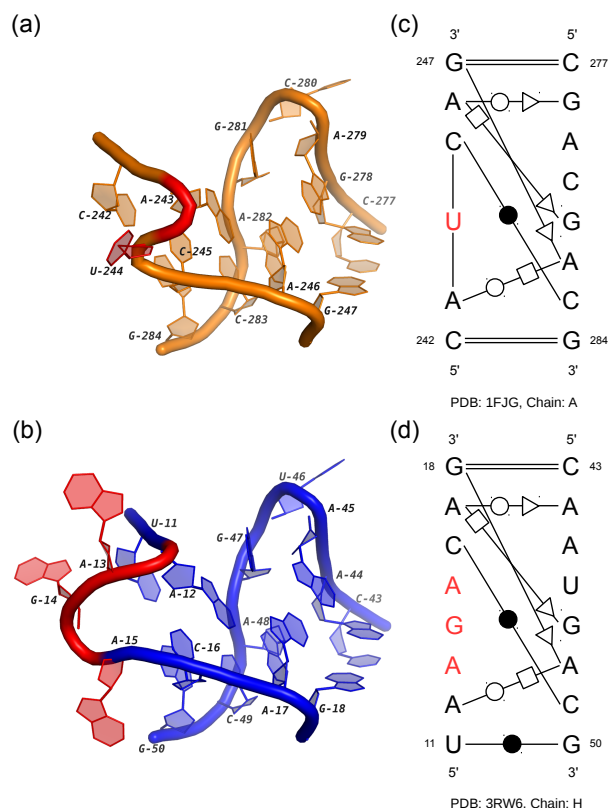 (a)
C-280
G-281
A-279
G-278
C-277
A-243
C-242
A-282
C-245
U-244
A-246
G-247
C-283
G-284
(c)
3' 5'
247 G C 277
A G
C A
C
U G
A
A C
242 C G 284
5' 3'
PDB: 1FJG, Chain: A
(b)
U-46
A-45
U-11
G-47
A-44
A-13
A-12
C-43
G-14
A-48
A-15
C-16
A-17
G-18
C-49
G-50
(d)
3' 5'
18 G C 43
A A
C A
A U
G G
A A
A C
11 U G 50
5' 3'
PDB: 3RW6, Chain: H